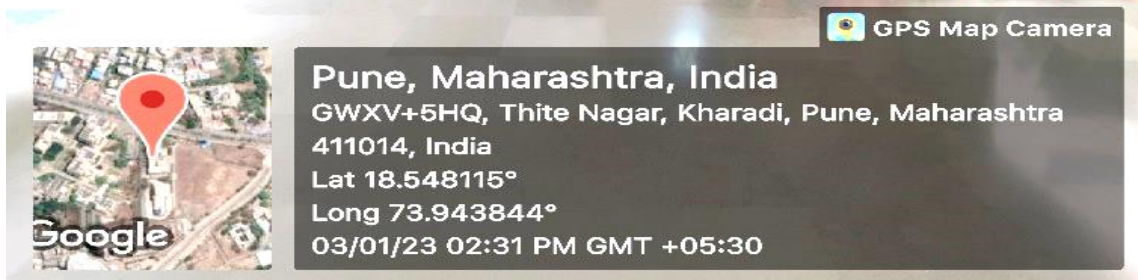 GPS Map Camera
Pune, Maharashtra, India
GWXV+5HQ, Thite Nagar, Kharadi, Pune, Maharashtra
411014, India
Lat 18.548115°
Long 73.943844°
03/01/23 02:31 PM GMT +05:30
Google